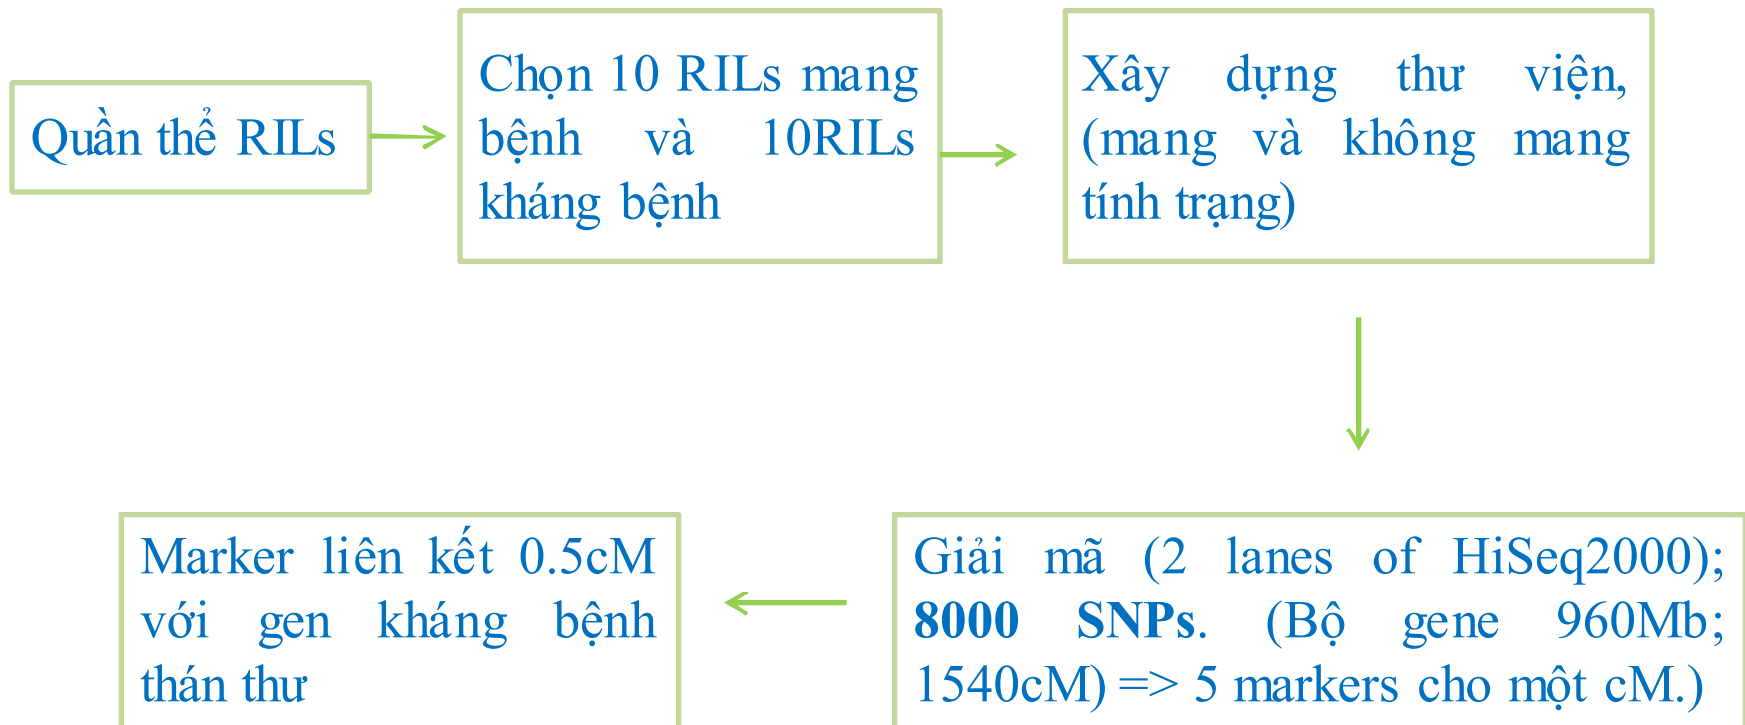 Quần thể RILs
Chọn 10 RILs mang
bệnh và 10RILs
kháng bệnh
Xây dựng thư viện,
(mang và không mang
tính trạng)
Giải mã (2 lanes of HiSeq2000);
8000 SNPs. (Bộ gene 960Mb;
1540cM) => 5 markers cho một cM.)
Marker liên kết 0.5cM
với gen kháng bệnh
thán thư